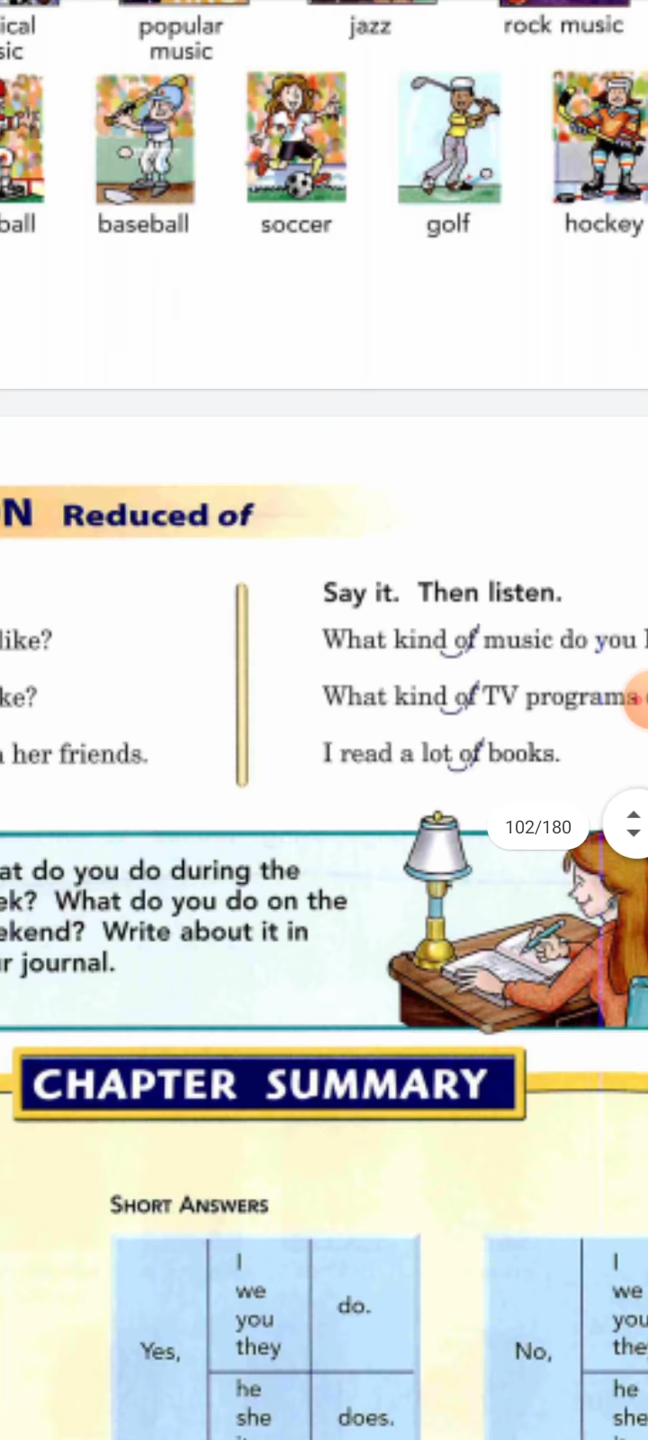 ical popular jazz rock music
sic music
ball baseball soccer golf hockey
N Reduced of
Say it. Then listen.
like? What kind of music do you l
ke? What kind of TV programs
her friends. I read a lot of books.
102/180
at do you do during the
ek? What do you do on the
ekend? Write about it in
r journal.
CHAPTER SUMMARY
SHORT ANSWERS
I I
we we
you do. you
Yes, they No, the
he he
she does. she